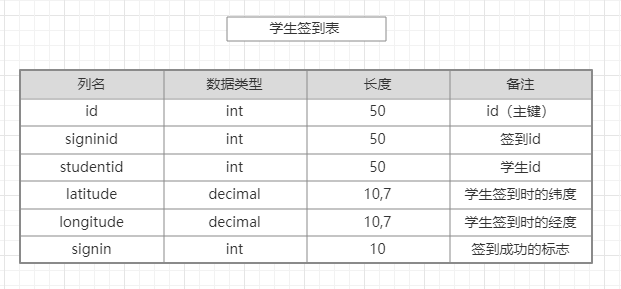 学生签到表
列名 数据类型 长度 备注
id int 50 id（主键）
signinid int 50 签到id
studentid int 50 学生id
latitude decimal 10,7 学生签到时的纬度
longitude decimal 10,7 学生签到时的经度
signin int 10 签到成功的标志